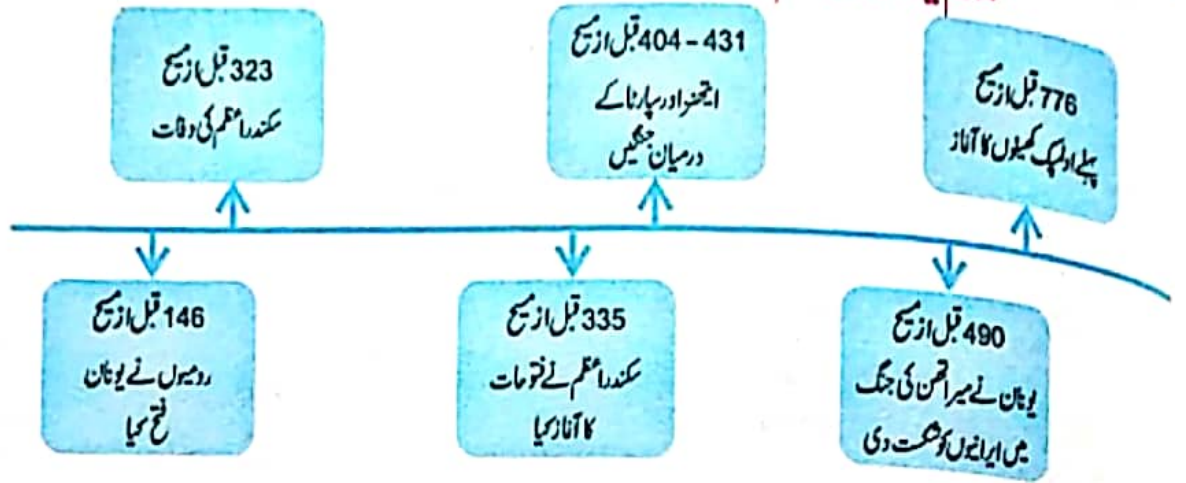 776 قبل از مسیح
پہلے اولمپک کھیلوں کا آغاز
490 قبل از مسیح
یونان نے میراتھن کی جنگ
میں ایرانیوں کو شکست دی
431 – 404 قبل از مسیح
ایتھنز اور سپارٹا کے
درمیان جنگیں
335 قبل از مسیح
سکندر اعظم نے فتوحات
کا آغاز کیا
323 قبل از مسیح
سکندر اعظم کی وفات
146 قبل از مسیح
رومیوں نے یونان
فتح کیا